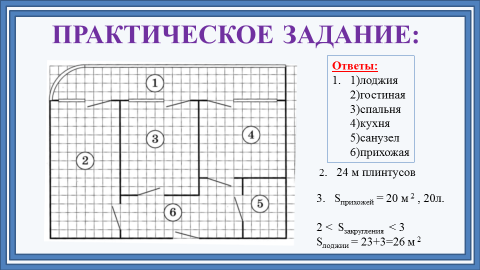 ПРАКТИЧЕСКОЕ ЗАДАНИЕ:
Ответы:
1. 1)лоджия
2)гостиная
3)спальня
4)кухня
5)санузел
6)прихожая
2. 24 м плинтусов
3. Sприхожей = 20 м ², 20л.
2 < Sзакругления < 3
Sлоджии = 23+3=26 м ²
1
2
3
4
5
6